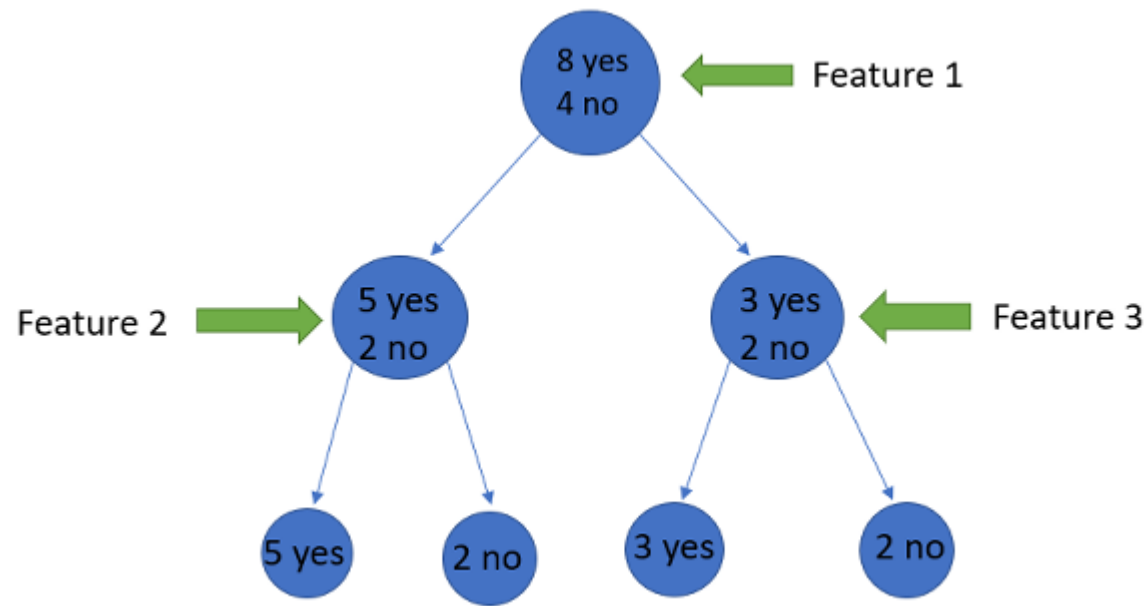 8 yes
4 no
Feature 1
Feature 2
5 yes
2 no
3 yes
2 no
Feature 3
5 yes
2 no
3 yes
2 no